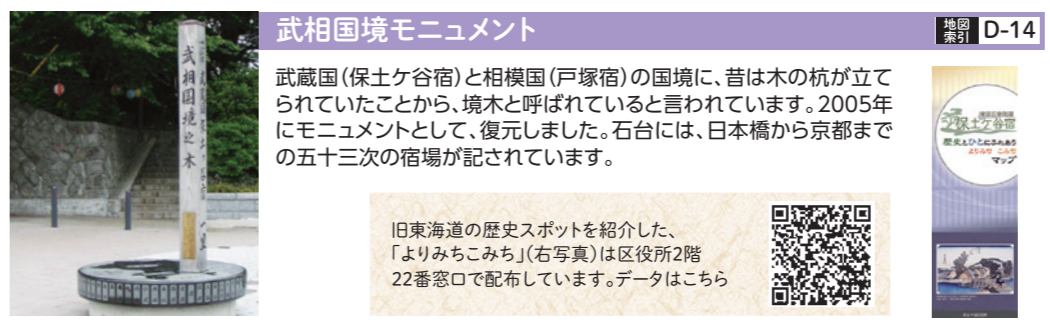 武相国境モニュメント
地図
索引 D-14
武蔵国（保土ケ谷宿）と相模国（戸塚宿）の国境に、昔は木の杭が立て
られていたことから、境木と呼ばれていると言われています。2005年
にモニュメントとして、復元しました。石台には、日本橋から京都まで
の五十三次の宿場が記されています。
武相国境之木
旧東海道の歴史スポットを紹介した、
「よりみちこみち」（右写真）は区役所2階
22番窓口で配布しています。データはこちら
保土ケ谷宿
歴史とひとにふれあう
よりみち こみち
マップ